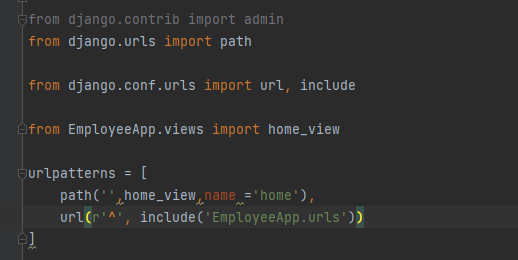 from django.contrib import admin
from django.urls import path
from django.conf.urls import url, include
from EmployeeApp.views import home_view
urlpatterns = [
path('',home_view,name ='home'),
url(r'^', include('EmployeeApp.urls'))
]